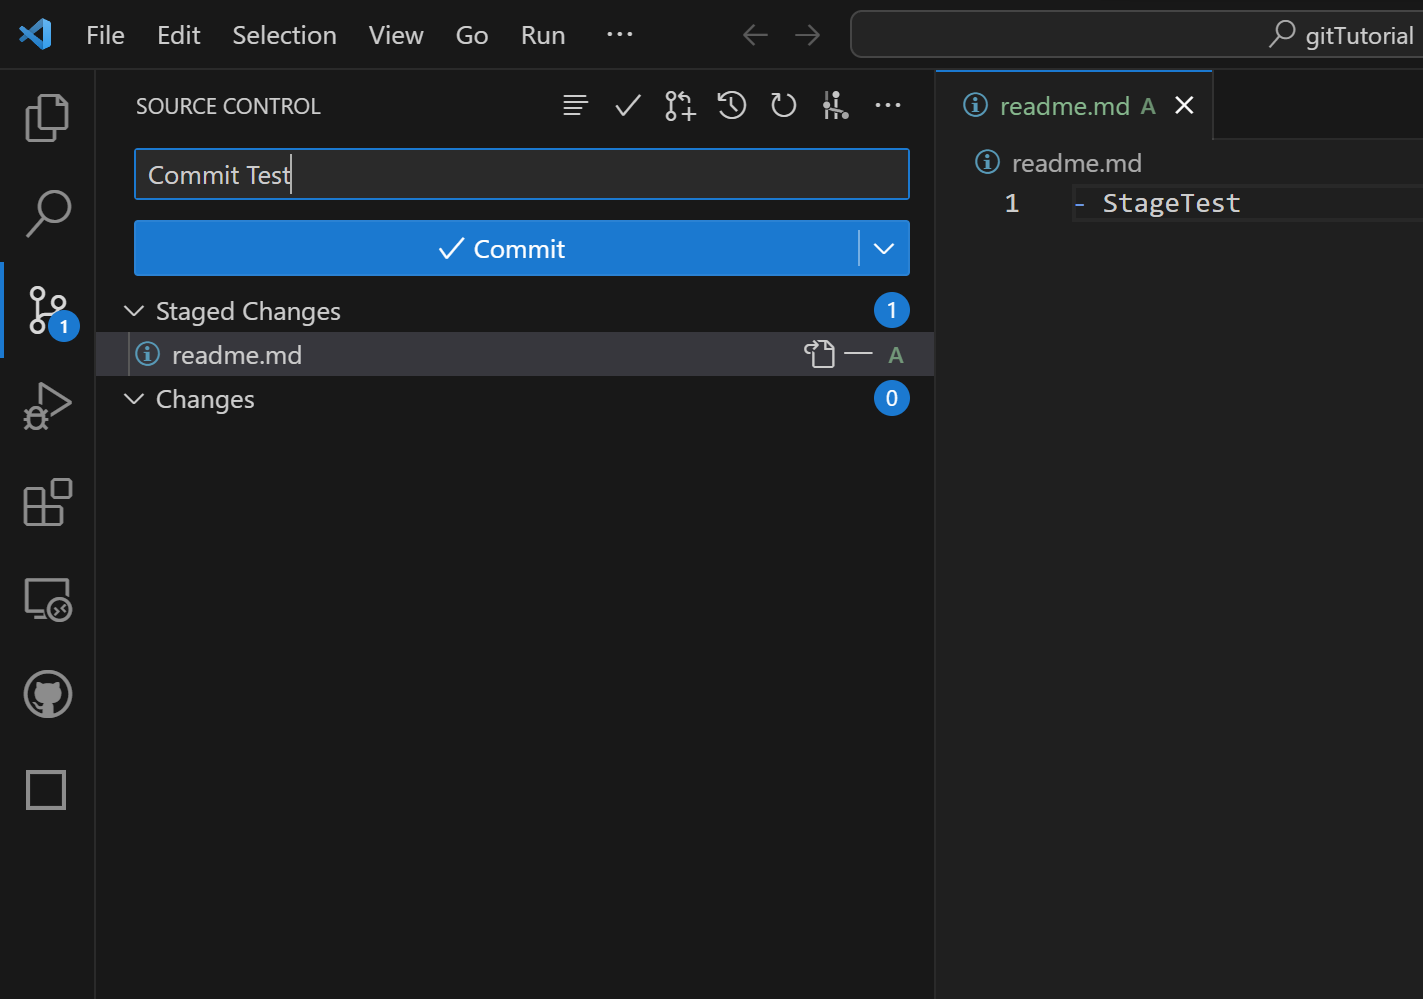 File Edit Selection View Go Run ...
gitTutorial
SOURCE CONTROL
Commit Test
Commit
Staged Changes 1
readme.md A
Changes 0
1
readme.md A
readme.md
1 - StageTest